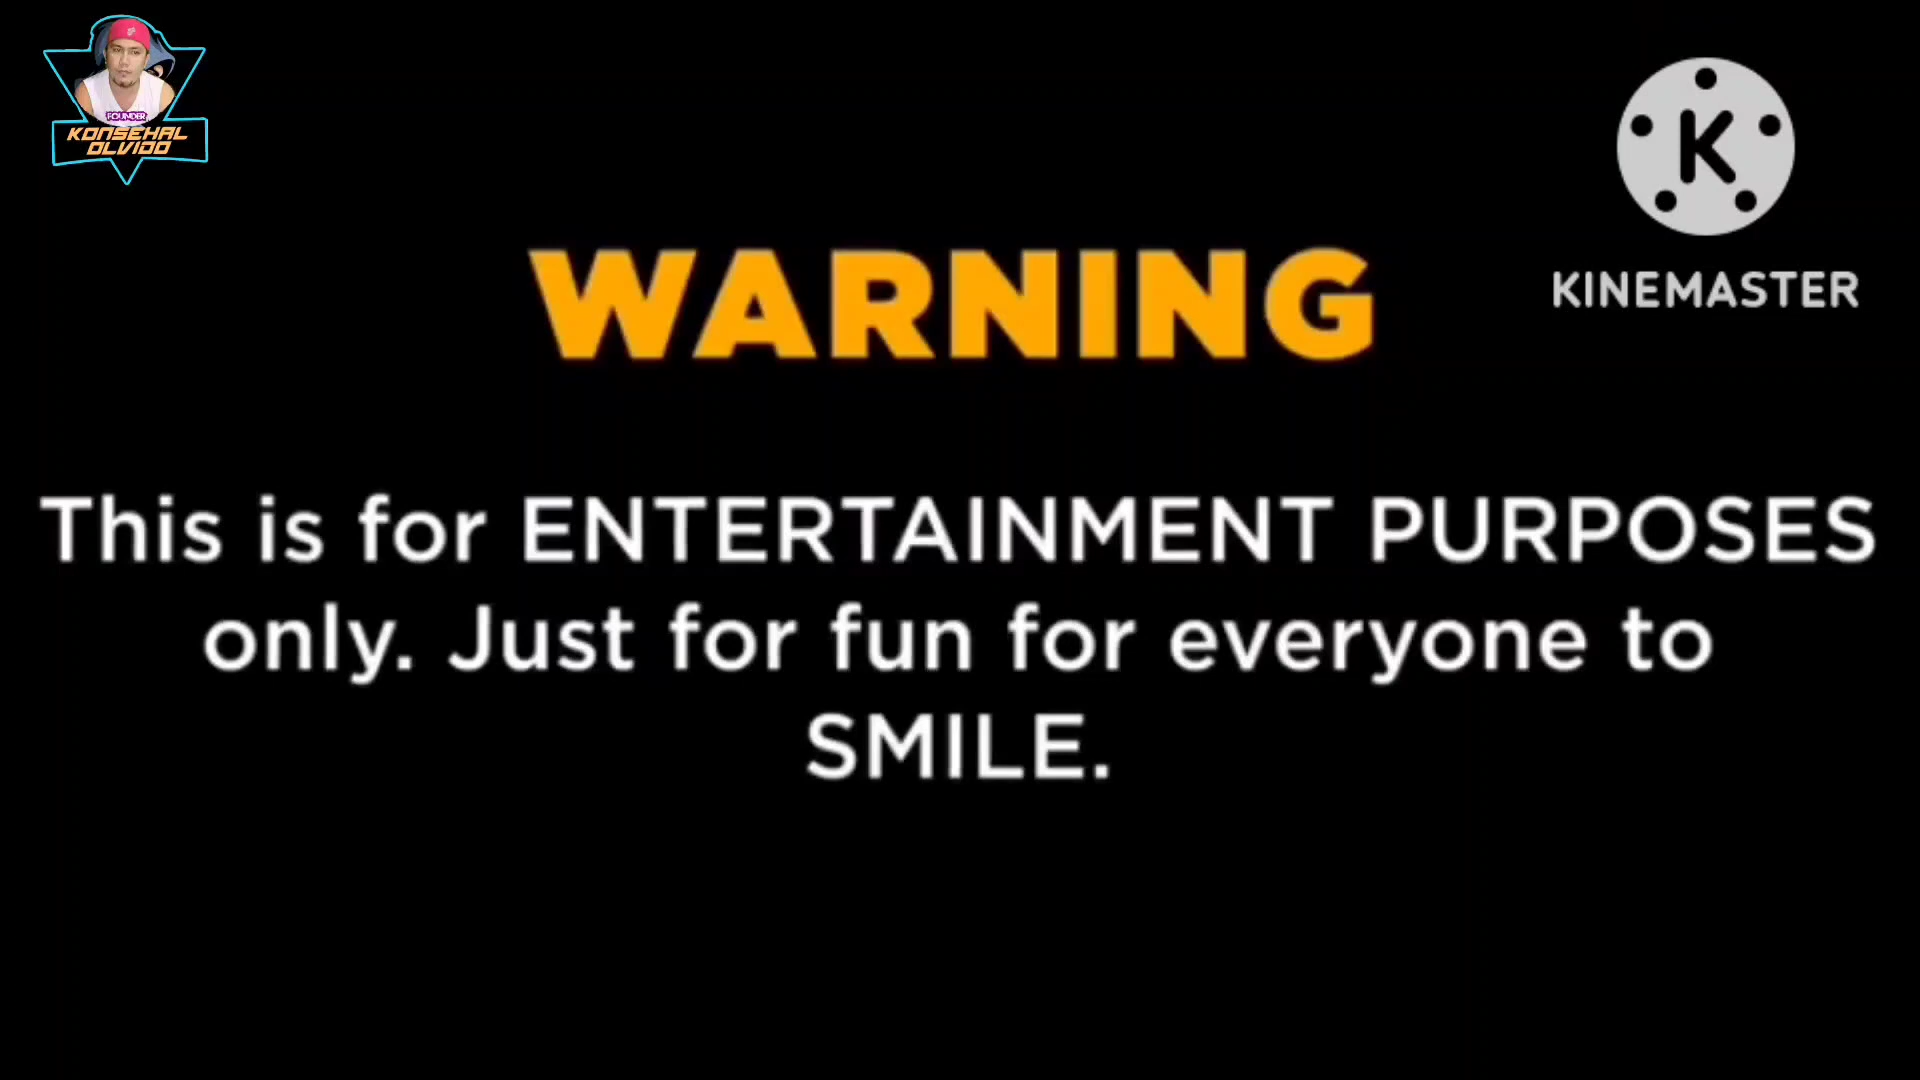 FOUNDER
KONSEHAL
OLVIDO
KINEMASTER
WARNING
This is for ENTERTAINMENT PURPOSES
only. Just for fun for everyone to
SMILE.